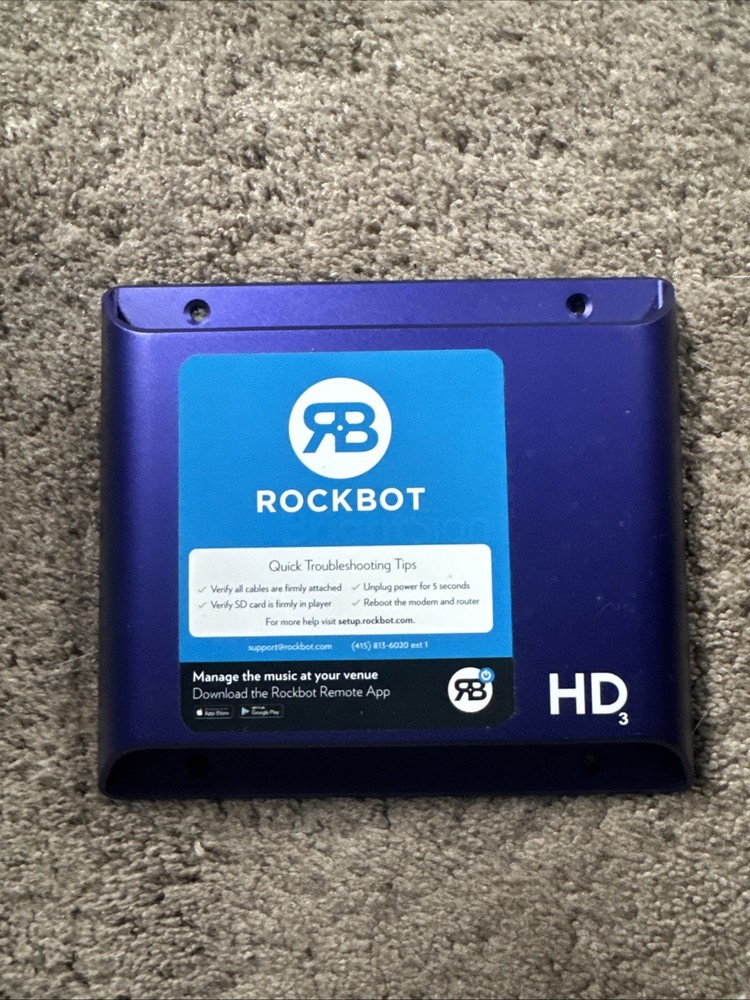 RB
ROCKBOT
Quick Troubleshooting Tips
✓ Verify all cables are firmly attached ✓ Unplug power for 5 seconds
✓ Verify SD card is firmly in player ✓ Reboot the modem and router
For more help visit setup.rockbot.com.
support@rockbot.com (415) 813-6020 ext 1
Manage the music at your venue
Download the Rockbot Remote App
App Store Google Play
RB
HD3